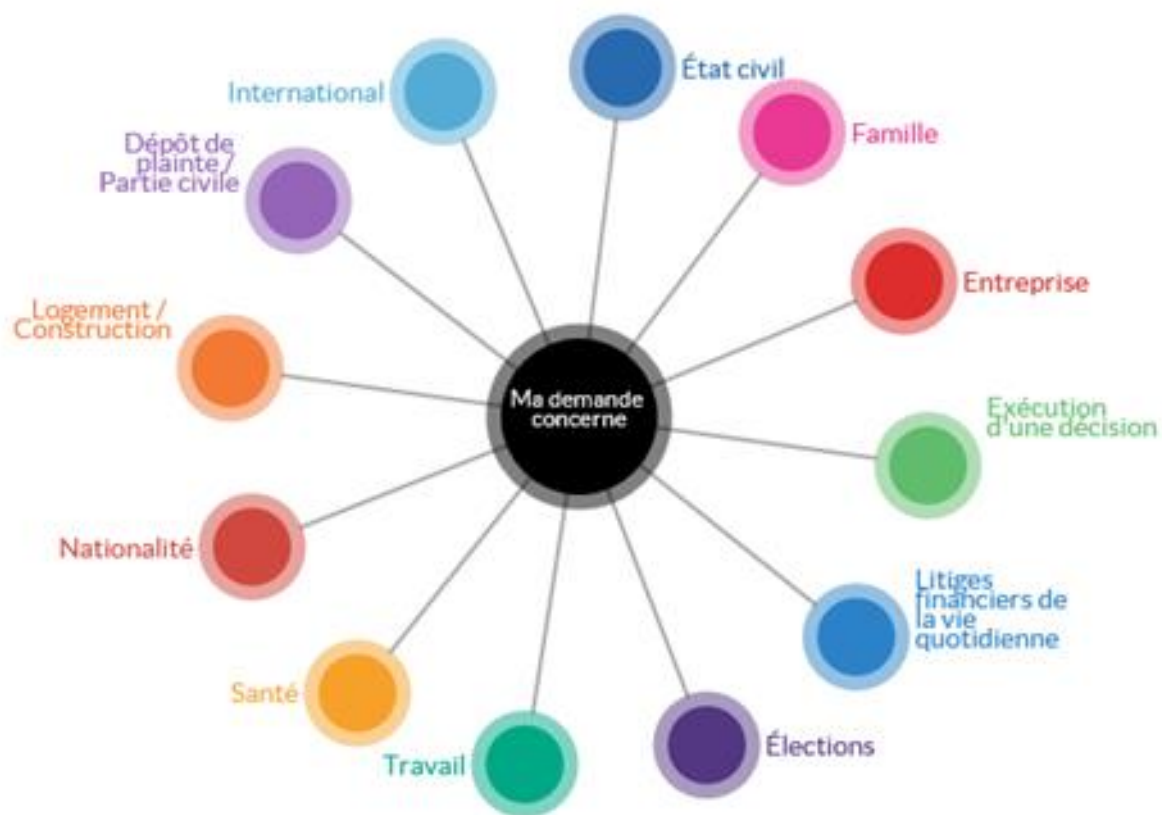 État civil
International
Famille
Dépôt de
plainte /
Partie civile
Entreprise
Logement /
Construction
Ma demande
concerne
Exécution
d'une décision
Nationalité
Litiges
financiers de
la vie
quotidienne
Santé
Élections
Travail